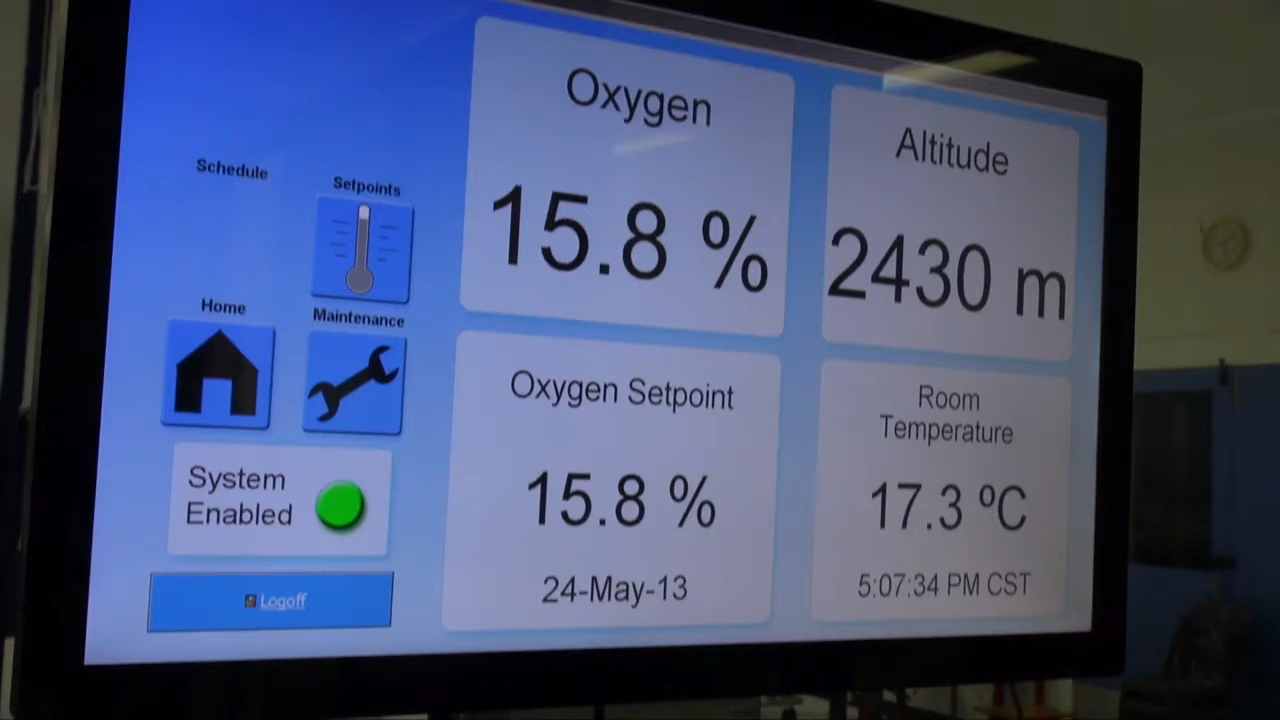 Schedule
Setpoints
Home
Maintenance
System
Enabled
Logoff
Oxygen
15.8 %
Altitude
2430 m
Oxygen Setpoint
15.8 %
24-May-13
Room
Temperature
17.3 ºC
5:07:34 PM CST